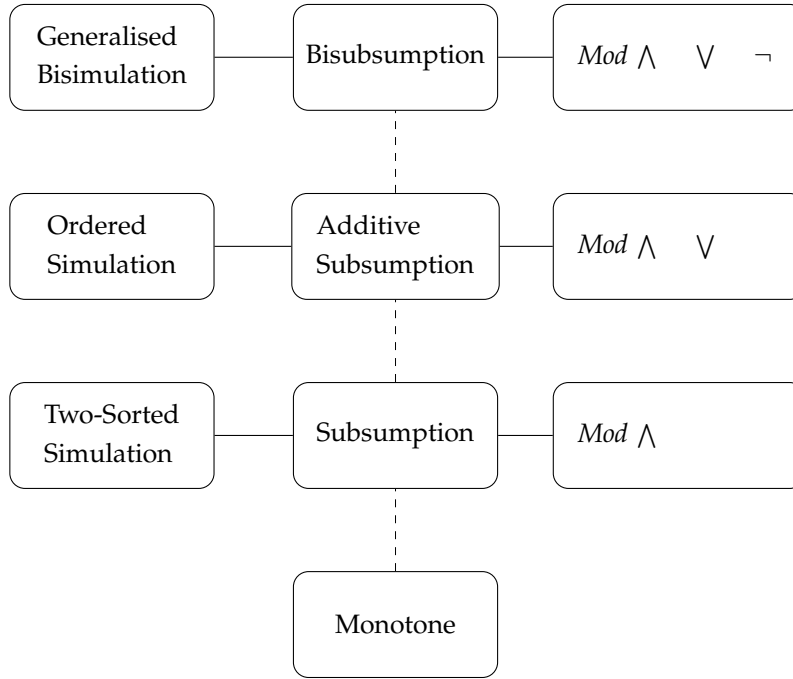 Generalised
Bisimulation
Bisubsumption
Mod ⋀ ⋁ ¬
Ordered
Simulation
Additive
Subsumption
Mod ⋀ ⋁
Two-Sorted
Simulation
Subsumption
Mod ⋀
Monotone